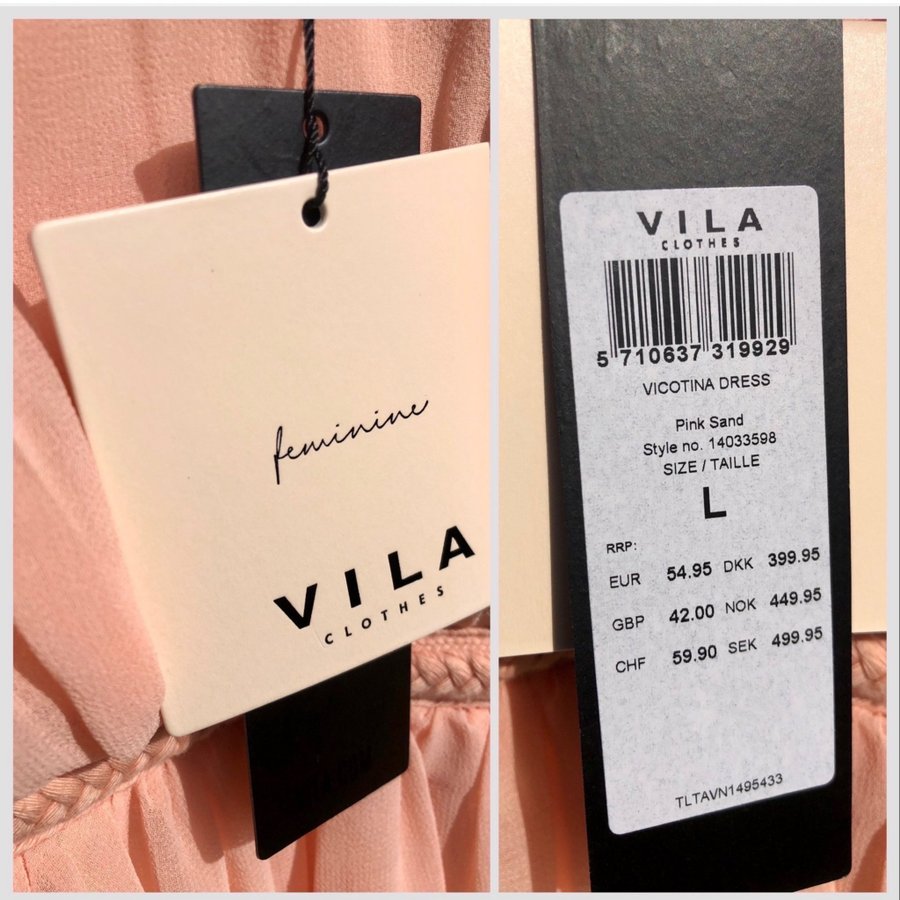 feminine
VILA
CLOTHES
VILA
CLOTHES
5 710637 319929
VICOTINA DRESS
Pink Sand
Style no. 14033598
SIZE / TAILLE
L
RRP:
EUR 54.95 DKK 399.95
GBP 42.00 NOK 449.95
CHF 59.90 SEK 499.95
TLTAVN1495433